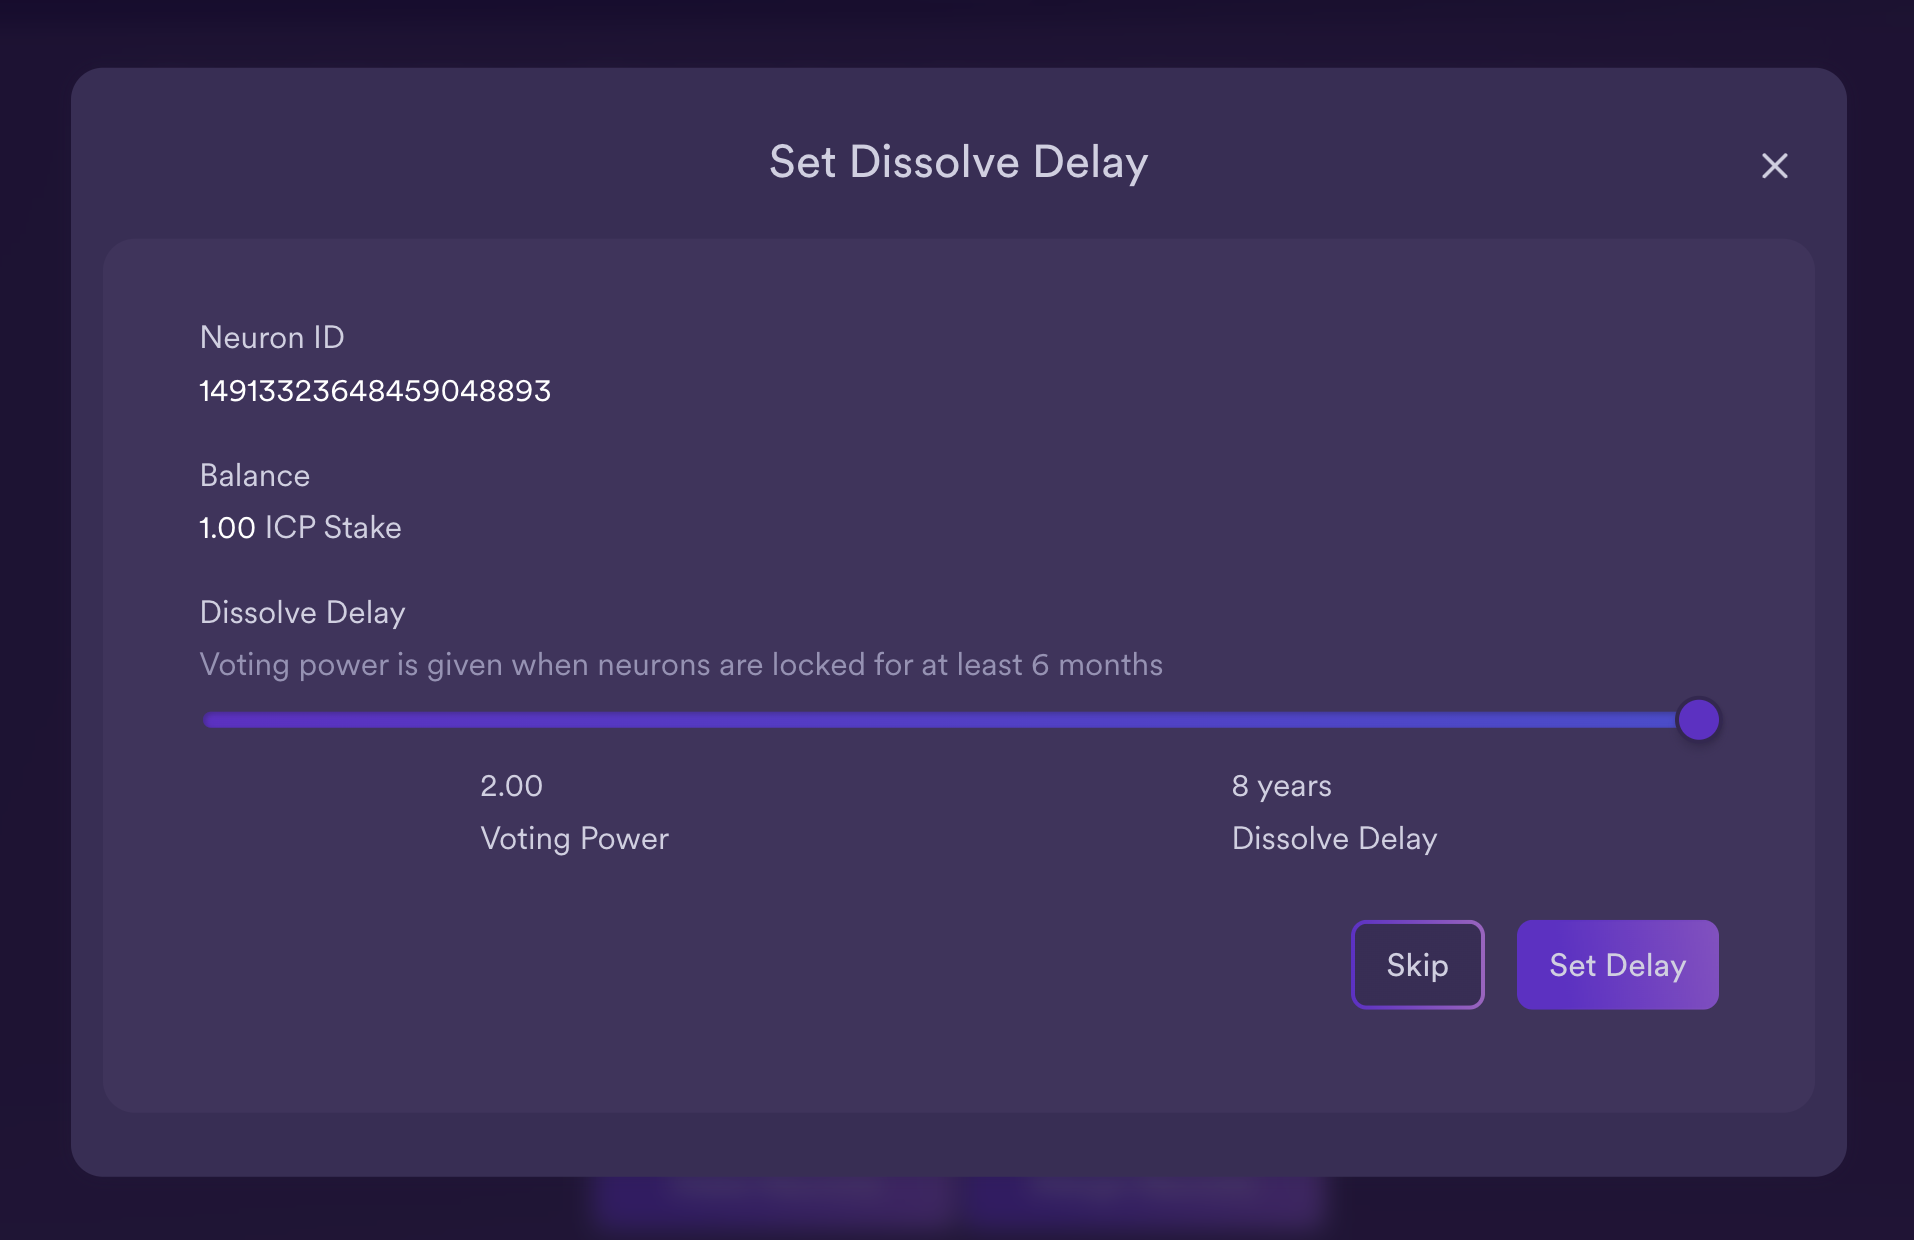 Set Dissolve Delay
Neuron ID
14913323648459048893
Balance
1.00 ICP Stake
Dissolve Delay
Voting power is given when neurons are locked for at least 6 months
2.00
Voting Power
8 years
Dissolve Delay
Skip
Set Delay